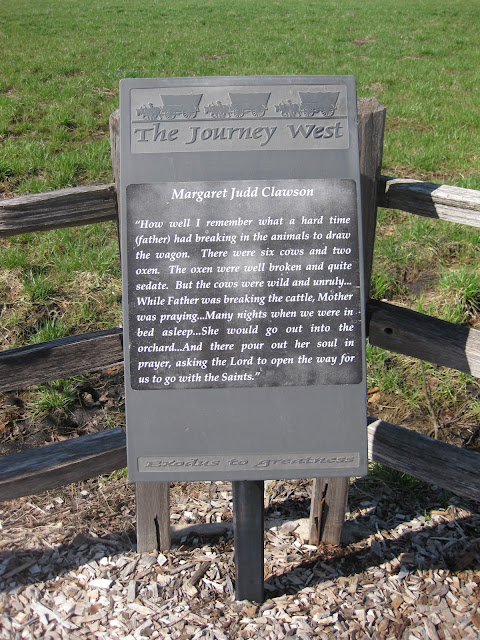 The Journey West
Margaret Judd Clawson
“How well I remember what a hard time
(father) had breaking in the animals to draw
the wagon. There were six cows and two
oxen. The oxen were well broken and quite
sedate. But the cows were wild and unruly...
While Father was breaking the cattle, Mother
was praying...Many nights when we were in
bed asleep...She would go out into the
orchard...And there pour out her soul in
prayer, asking the Lord to open the way for
us to go with the Saints.”
Exodus to greatness